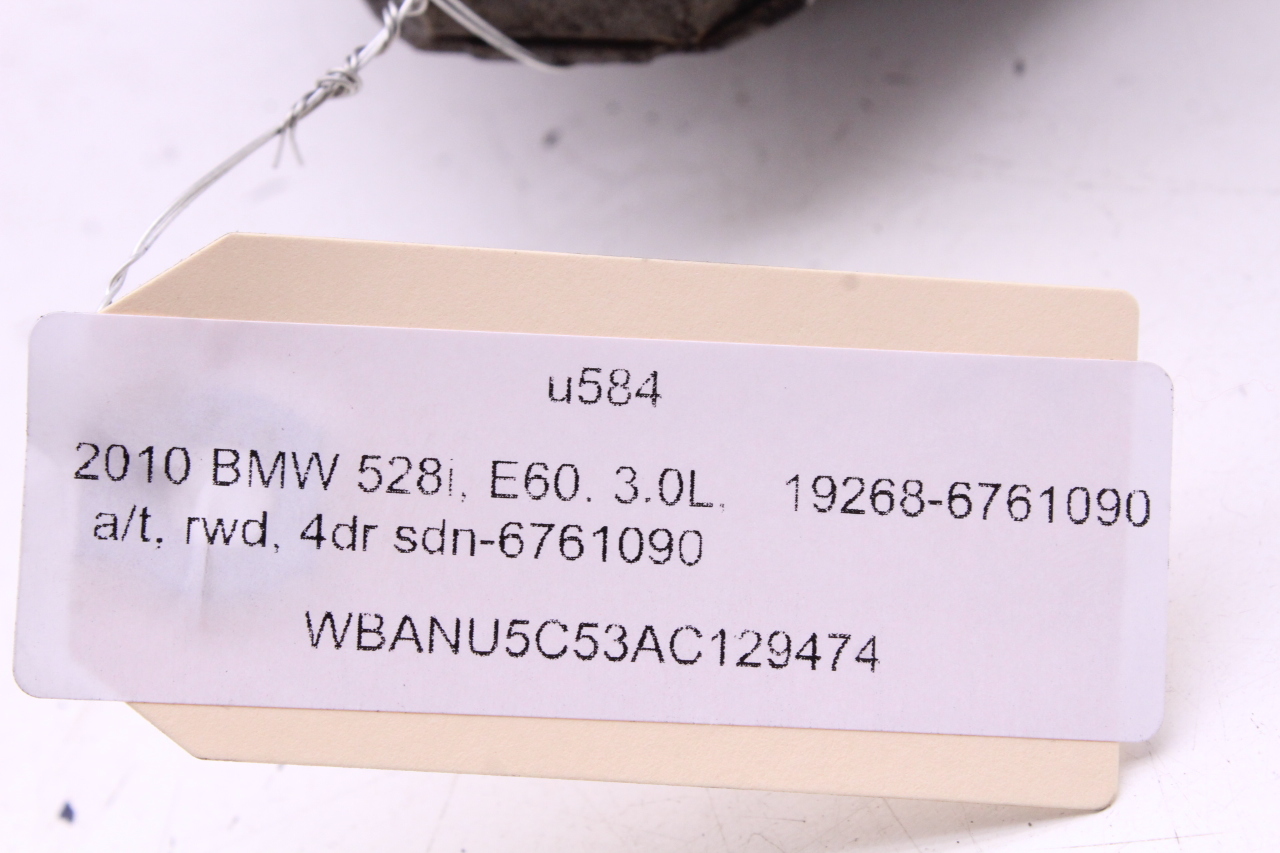 u584
2010 BMW 528i, E60. 3.0L, 19268-6761090
a/t, rwd, 4dr sdn-6761090
WBANU5C53AC129474